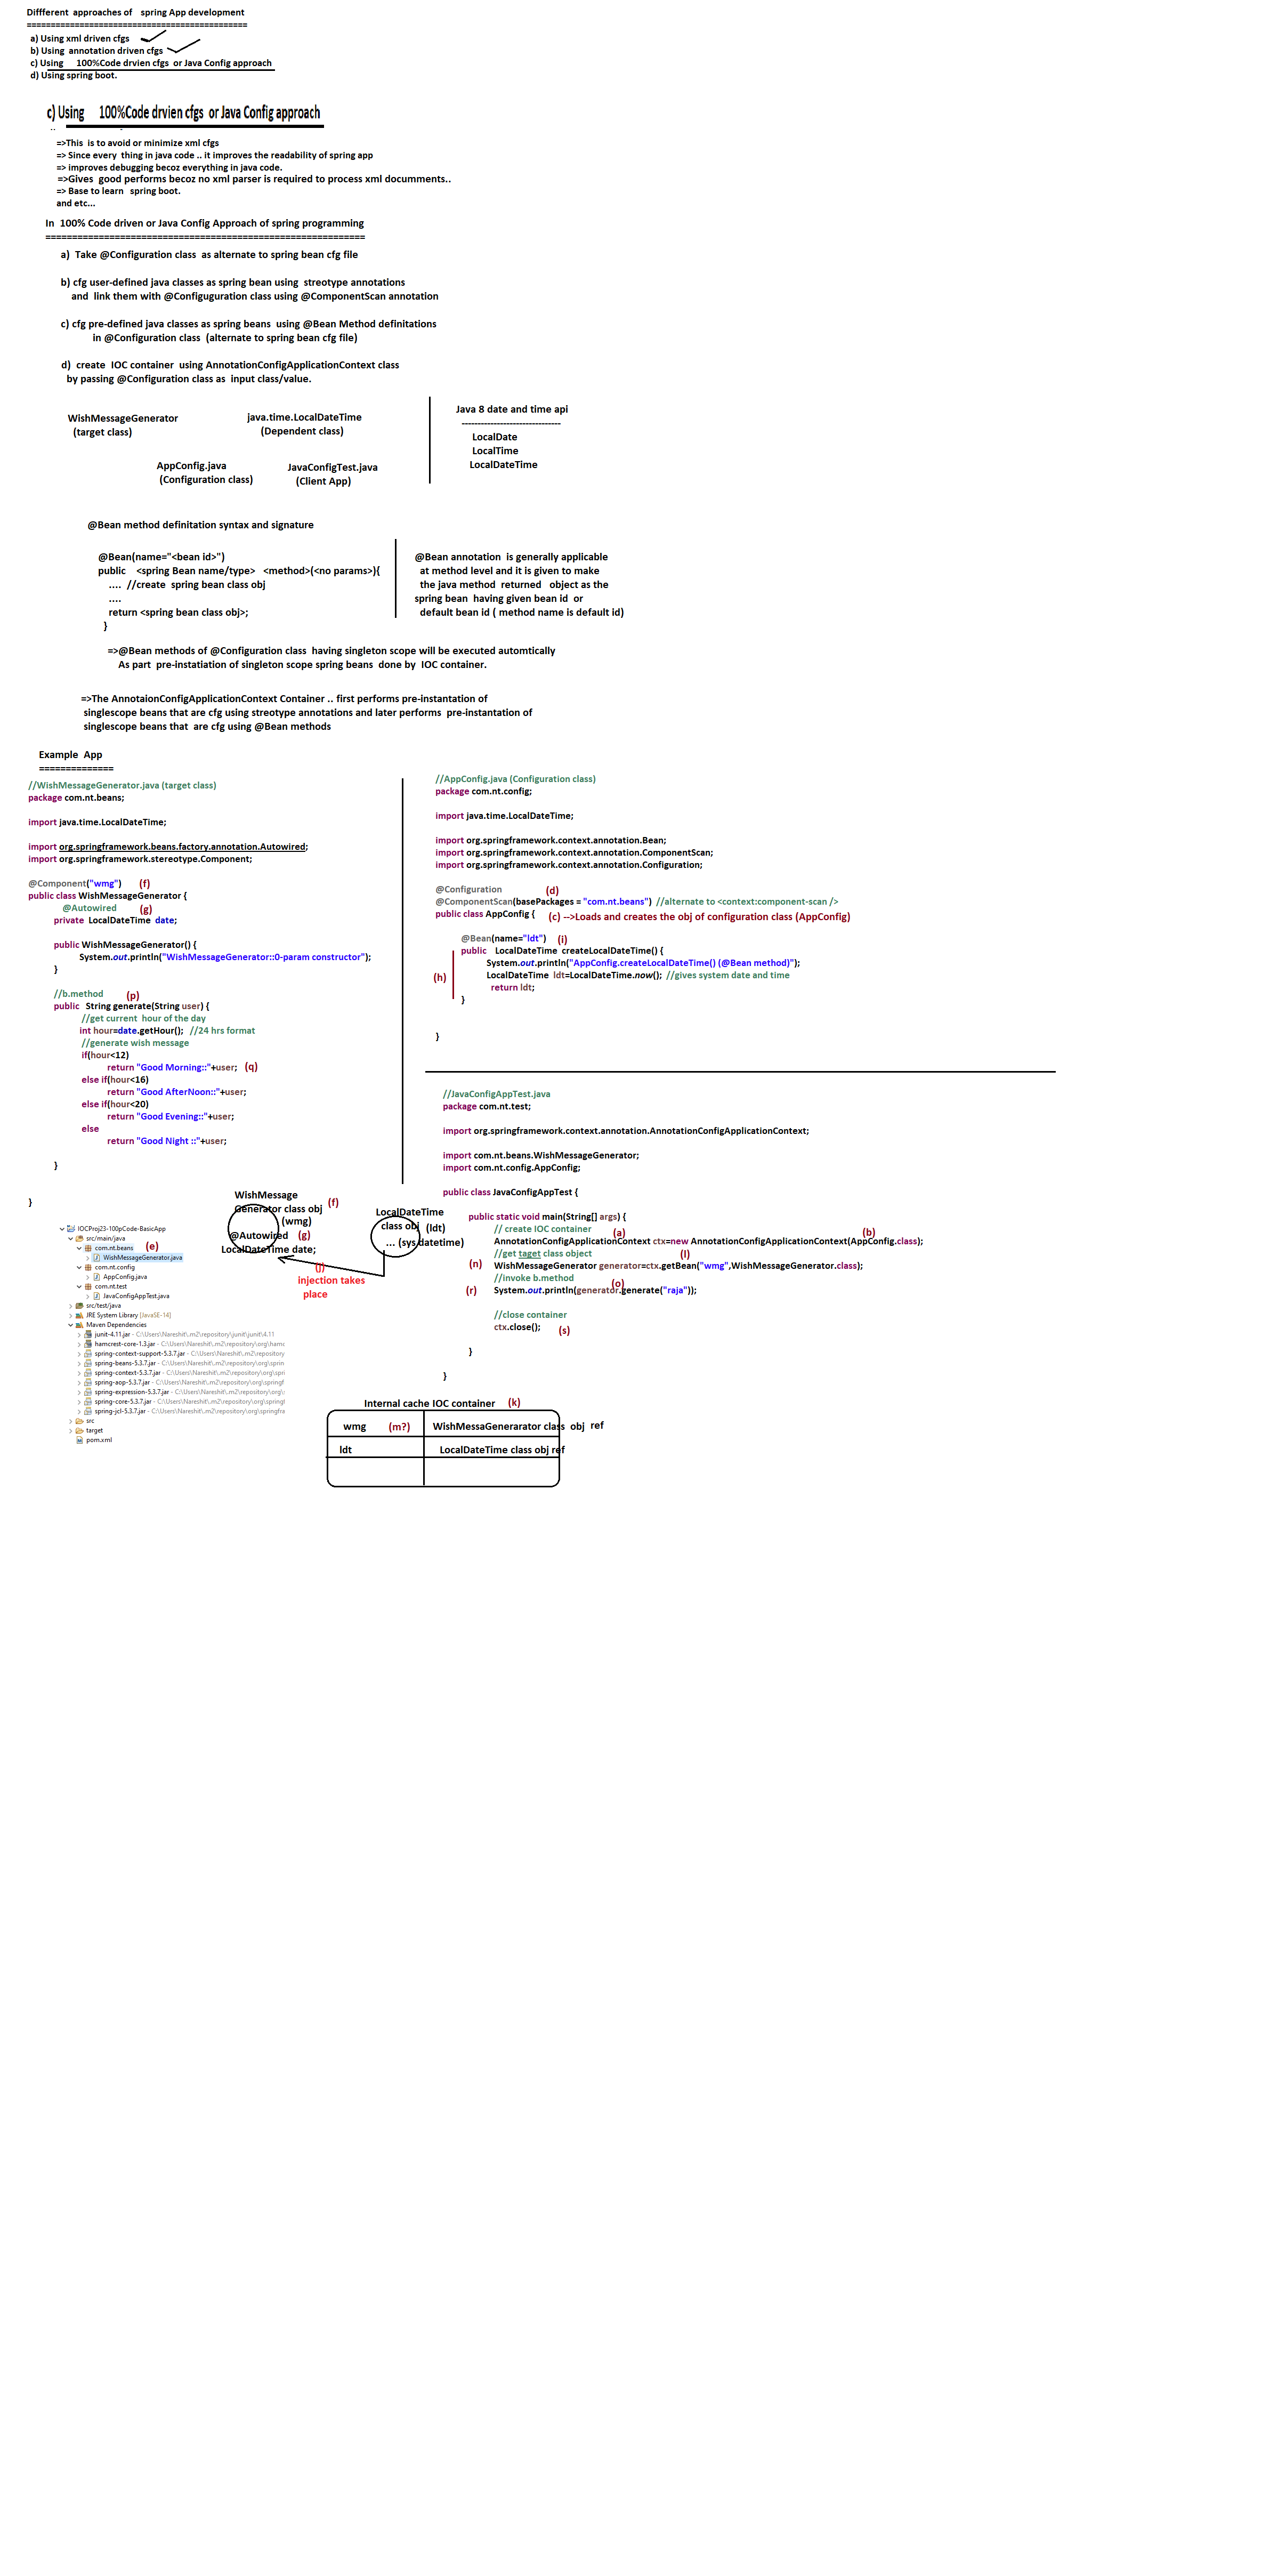 Diffferent approaches of spring App development
==============================================
a) Using xml driven cfgs
b) Using annotation driven cfgs
c) Using 100%Code drvien cfgs or Java Config approach
d) Using spring boot.
c) Using 100%Code drvien cfgs or Java Config approach
=>This is to avoid or minimize xml cfgs
=> Since every thing in java code .. it improves the readability of spring app
=> improves debugging becoz everything in java code.
=>Gives good performs becoz no xml parser is required to process xml documments..
=> Base to learn spring boot.
and etc...
In 100% Code driven or Java Config Approach of spring programming
============================================================
a) Take @Configuration class as alternate to spring bean cfg file
b) cfg user-defined java classes as spring bean using streotype annotations
and link them with @Configuguration class using @ComponentScan annotation
c) cfg pre-defined java classes as spring beans using @Bean Method definitions
in @Configuration class (alternate to spring bean cfg file)
d) create IOC container using AnnotationConfigApplicationContext class
by passing @Configuration class as input class/value.
WishMessageGenerator
(target class)
java.time.LocalDateTime
(Dependent class)
AppConfig.java
(Configuration class)
JavaConfigTest.java
(Client App)
Java 8 date and time api
-------------------------------
LocalDate
LocalTime
LocalDateTime
@Bean method definitation syntax and signature
@Bean(name="<bean id>")
public <spring Bean name/type> <method>(<no params>){
.... //create spring bean class obj
....
return <spring bean class obj>;
}
@Bean annotation is generally applicable
at method level and it is given to make
the java method returned object as the
spring bean having given bean id or
default bean id ( method name is default id)
=>@Bean methods of @Configuration class having singleton scope will be executed automtically
As part pre-instatiation of singleton scope spring beans done by IOC container.
=>The AnnotaionConfigApplicationContext Container .. first performs pre-instantion of
singlescope beans that are cfg using streotype annotations and later performs pre-instantion of
singlescope beans that are cfg using @Bean methods
Example App
==============
//WishMessageGenerator.java (target class)
package com.nt.beans;
import java.time.LocalDateTime;
import org.springframework.beans.factory.annotation.Autowired;
import org.springframework.stereotype.Component;
@Component("wmg") (f)
public class WishMessageGenerator {
@Autowired (g)
private LocalDateTime date;
public WishMessageGenerator() {
System.out.println("WishMessageGenerator::0-param constructor");
}
//b.method (p)
public String generate(String user) {
//get current hour of the day
int hour=date.getHour(); //24 hrs format
//generate wish message
if(hour<12)
return "Good Morning::"+user; (q)
else if(hour<16)
return "Good AfterNoon::"+user;
else if(hour<20)
return "Good Evening::"+user;
else
return "Good Night ::"+user;
}
}
//AppConfig.java (Configuration class)
package com.nt.config;
import java.time.LocalDateTime;
import org.springframework.context.annotation.Bean;
import org.springframework.context.annotation.ComponentScan;
import org.springframework.context.annotation.Configuration;
@Configuration (d)
@ComponentScan(basePackages = "com.nt.beans") //alternate to <context:component-scan />
public class AppConfig { (c) -->Loads and creates the obj of configuration class (AppConfig)
@Bean(name="ldt") (i)
public LocalDateTime createLocalDateTime() {
System.out.println("AppConfig.createLocalDateTime() (@Bean method)");
(h) LocalDateTime ldt=LocalDateTime.now(); //gives system date and time
return ldt;
}
}
//JavaConfigAppTest.java
package com.nt.test;
import org.springframework.context.annotation.AnnotationConfigApplicationContext;
import com.nt.beans.WishMessageGenerator;
import com.nt.config.AppConfig;
public class JavaConfigAppTest {
public static void main(String[] args) {
// create IOC container (a) (b)
AnnotationConfigApplicationContext ctx=new AnnotationConfigApplicationContext(AppConfig.class);
//get taget class object (l)
(n) WishMessageGenerator generator=ctx.getBean("wmg",WishMessageGenerator.class);
//invoke b.method (o)
(r) System.out.println(generator.generate("raja"));
//close container
ctx.close(); (s)
}
}
IOCProj23-100pCode-BasicApp
src/main/java
com.nt.beans (e)
WishMessageGenerator.java
com.nt.config
AppConfig.java
com.nt.test
JavaConfigAppTest.java
src/test/java
JRE System Library [JavaSE-14]
Maven Dependencies
junit-4.11.jar - C:\Users\Nareshit\.m2\repository\junit\junit\4.11
hamcrest-core-1.3.jar - C:\Users\Nareshit\.m2\repository\org\hamc
spring-context-support-5.3.7.jar - C:\Users\Nareshit\.m2\repository
spring-beans-5.3.7.jar - C:\Users\Nareshit\.m2\repository\org\sprin
spring-context-5.3.7.jar - C:\Users\Nareshit\.m2\repository\org\spri
spring-aop-5.3.7.jar - C:\Users\Nareshit\.m2\repository\org\springf
spring-expression-5.3.7.jar - C:\Users\Nareshit\.m2\repository\org\s
spring-core-5.3.7.jar - C:\Users\Nareshit\.m2\repository\org\springf
spring-jcl-5.3.7.jar - C:\Users\Nareshit\.m2\repository\org\springfra
src
target
pom.xml
WishMessage
Generator class obj (f)
(wmg)
@Autowired (g)
LocalDateTime date;
LocalDateTime
class obj (ldt)
... (sys datetime)
(j)
injection takes
place
Internal cache IOC container (k)
wmg (m?) WishMessaGenerarator class obj ref
ldt LocalDateTime class obj ref